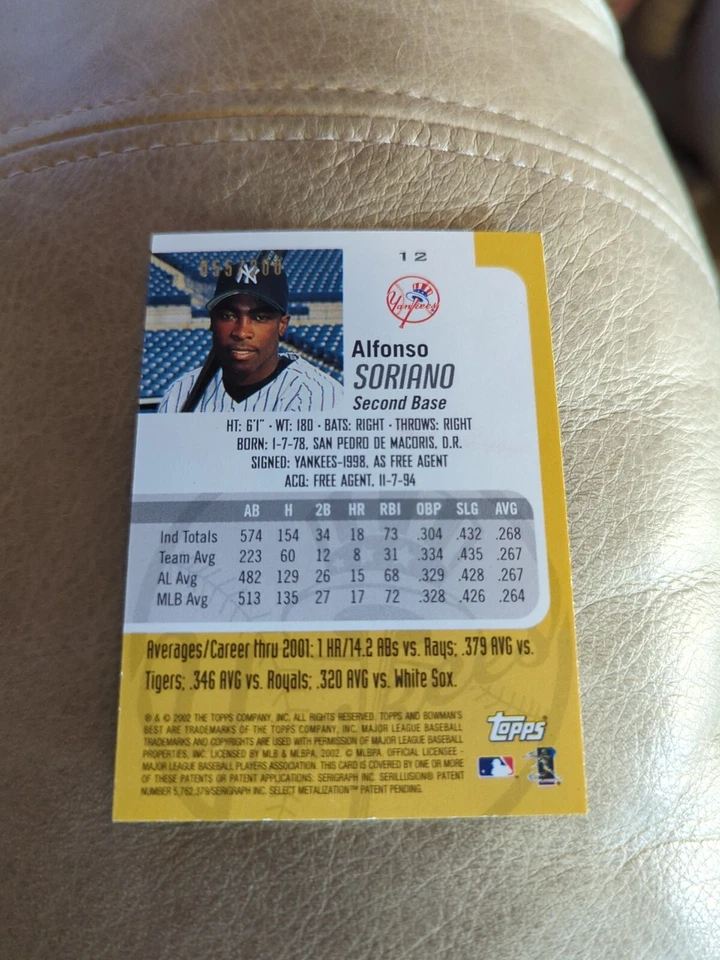 12
Yankees
NY
Alfonso
SORIANO
Second Base
HT: 6'1" · WT: 180 · BATS: RIGHT · THROWS: RIGHT
BORN: 1-7-78, SAN PEDRO DE MACORIS, D.R.
SIGNED: YANKEES-1998, AS FREE AGENT
ACQ: FREE AGENT, 11-7-94
AB H 2B HR RBI OBP SLG AVG
Ind Totals 574 154 34 18 73 .304 .432 .268
Team Avg 223 60 12 8 31 .334 .435 .267
AL Avg 482 129 26 15 68 .329 .428 .267
MLB Avg 513 135 27 17 72 .328 .426 .264
Averages/Career thru 2001: 1 HR/14.2 ABs vs. Rays; .379 AVG vs.
Tigers; .346 AVG vs. Royals; .320 AVG vs. White Sox.
® & © 2002 THE TOPPS COMPANY, INC. ALL RIGHTS RESERVED. TOPPS AND BOWMAN'S
BEST ARE TRADEMARKS OF THE TOPPS COMPANY, INC. MAJOR LEAGUE BASEBALL
TRADEMARKS AND COPYRIGHTS ARE USED WITH PERMISSION OF MAJOR LEAGUE BASEBALL
PROPERTIES, INC. LICENSED BY MLB & MLBPA, 2002. © MLBPA. OFFICIAL LICENSEE -
MAJOR LEAGUE BASEBALL PLAYERS ASSOCIATION. THIS CARD IS COVERED BY ONE OR MORE
OF THESE PATENTS OR PATENT APPLICATIONS: SERIGRAPH INC. SERILLUSION® PATENT
NUMBER 5,762,379/SERIGRAPH INC. SELECT METALIZATION™ PATENT PENDING.
topps